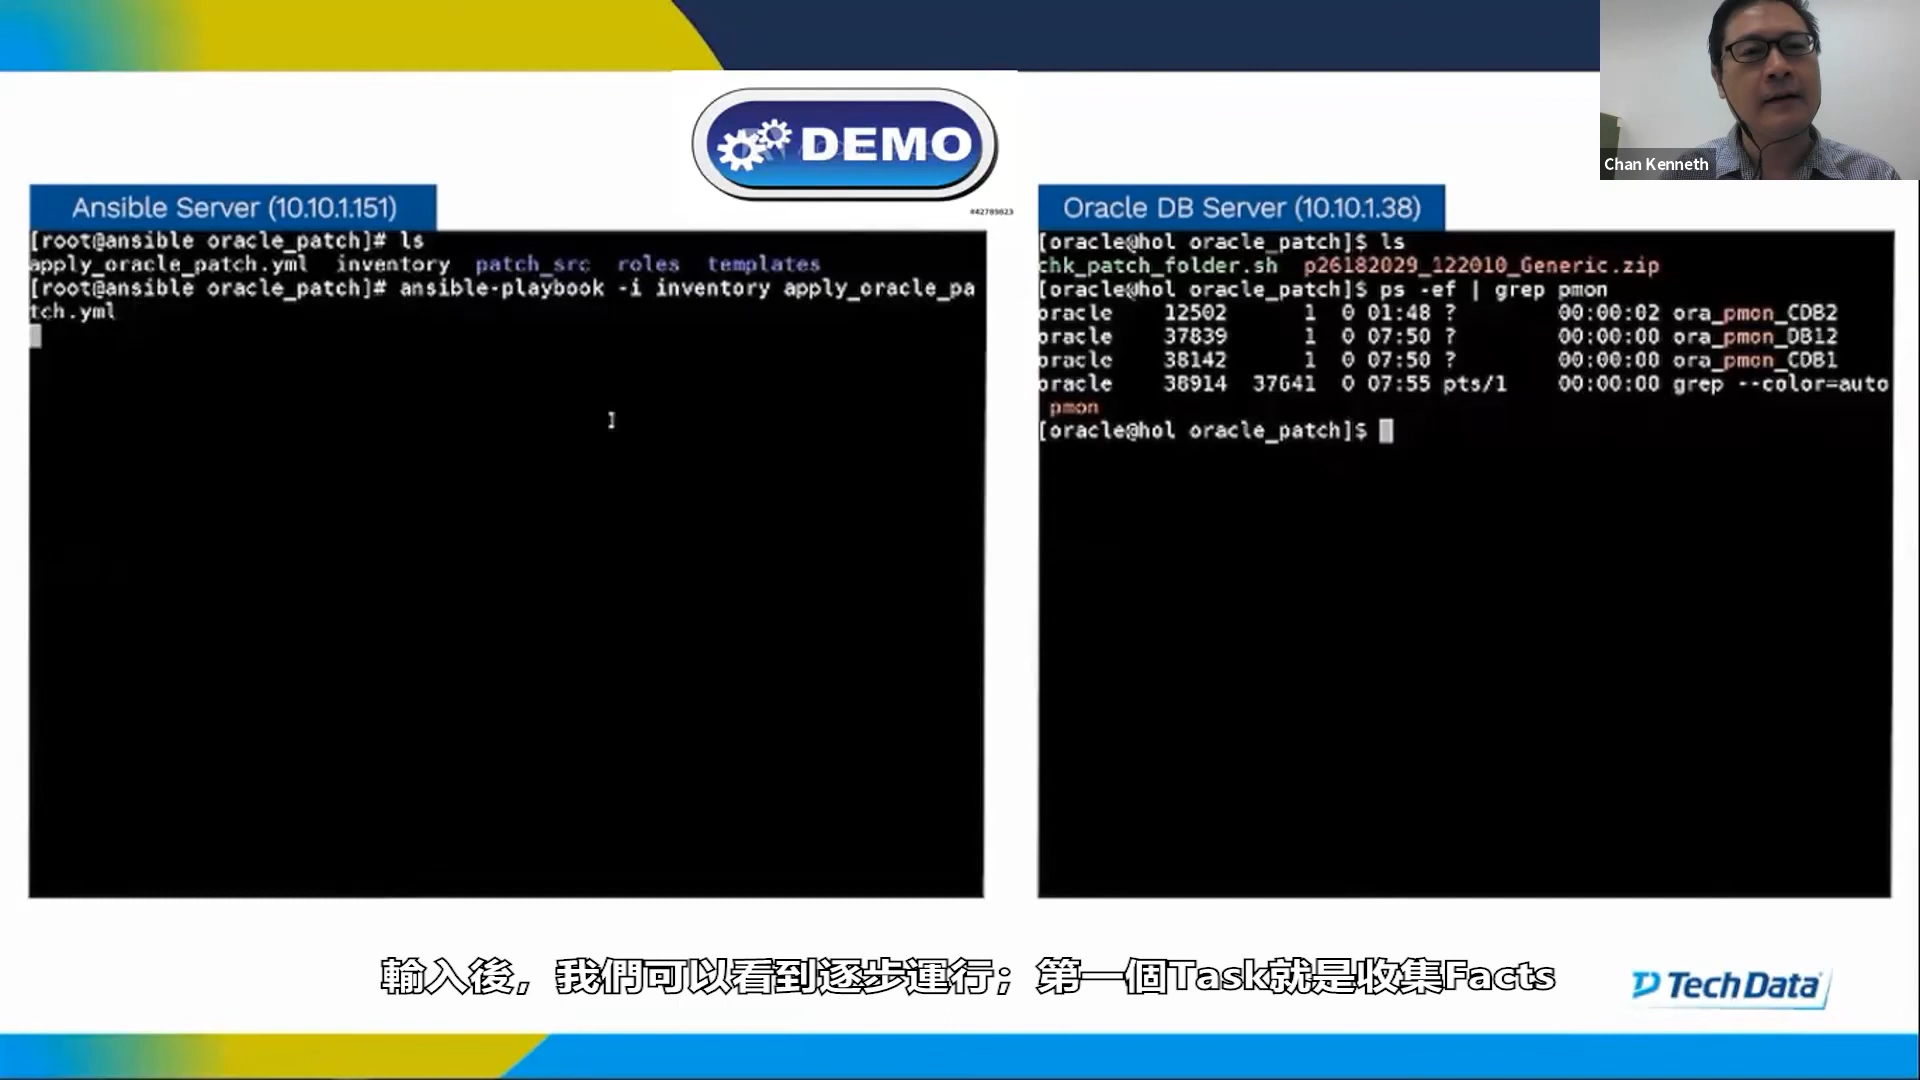 DEMO
#42789823
Chan Kenneth
Ansible Server (10.10.1.151)
[root@ansible oracle_patch]# ls
apply_oracle_patch.yml inventory patch_src roles templates
[root@ansible oracle_patch]# ansible-playbook -i inventory apply_oracle_pa
tch.yml
Oracle DB Server (10.10.1.38)
[oracle@hol oracle_patch]$ ls
chk_patch_folder.sh p26182029_122010_Generic.zip
[oracle@hol oracle_patch]$ ps -ef | grep pmon
oracle 12502 1 0 01:48 ? 00:00:02 ora_pmon_CDB2
oracle 37839 1 0 07:50 ? 00:00:00 ora_pmon_DB12
oracle 38142 1 0 07:50 ? 00:00:00 ora_pmon_CDB1
oracle 38914 37641 0 07:55 pts/1 00:00:00 grep --color=auto
pmon
[oracle@hol oracle_patch]$
輸入後，我們可以看到逐步運行；第一個Task就是收集Facts
Tech Data